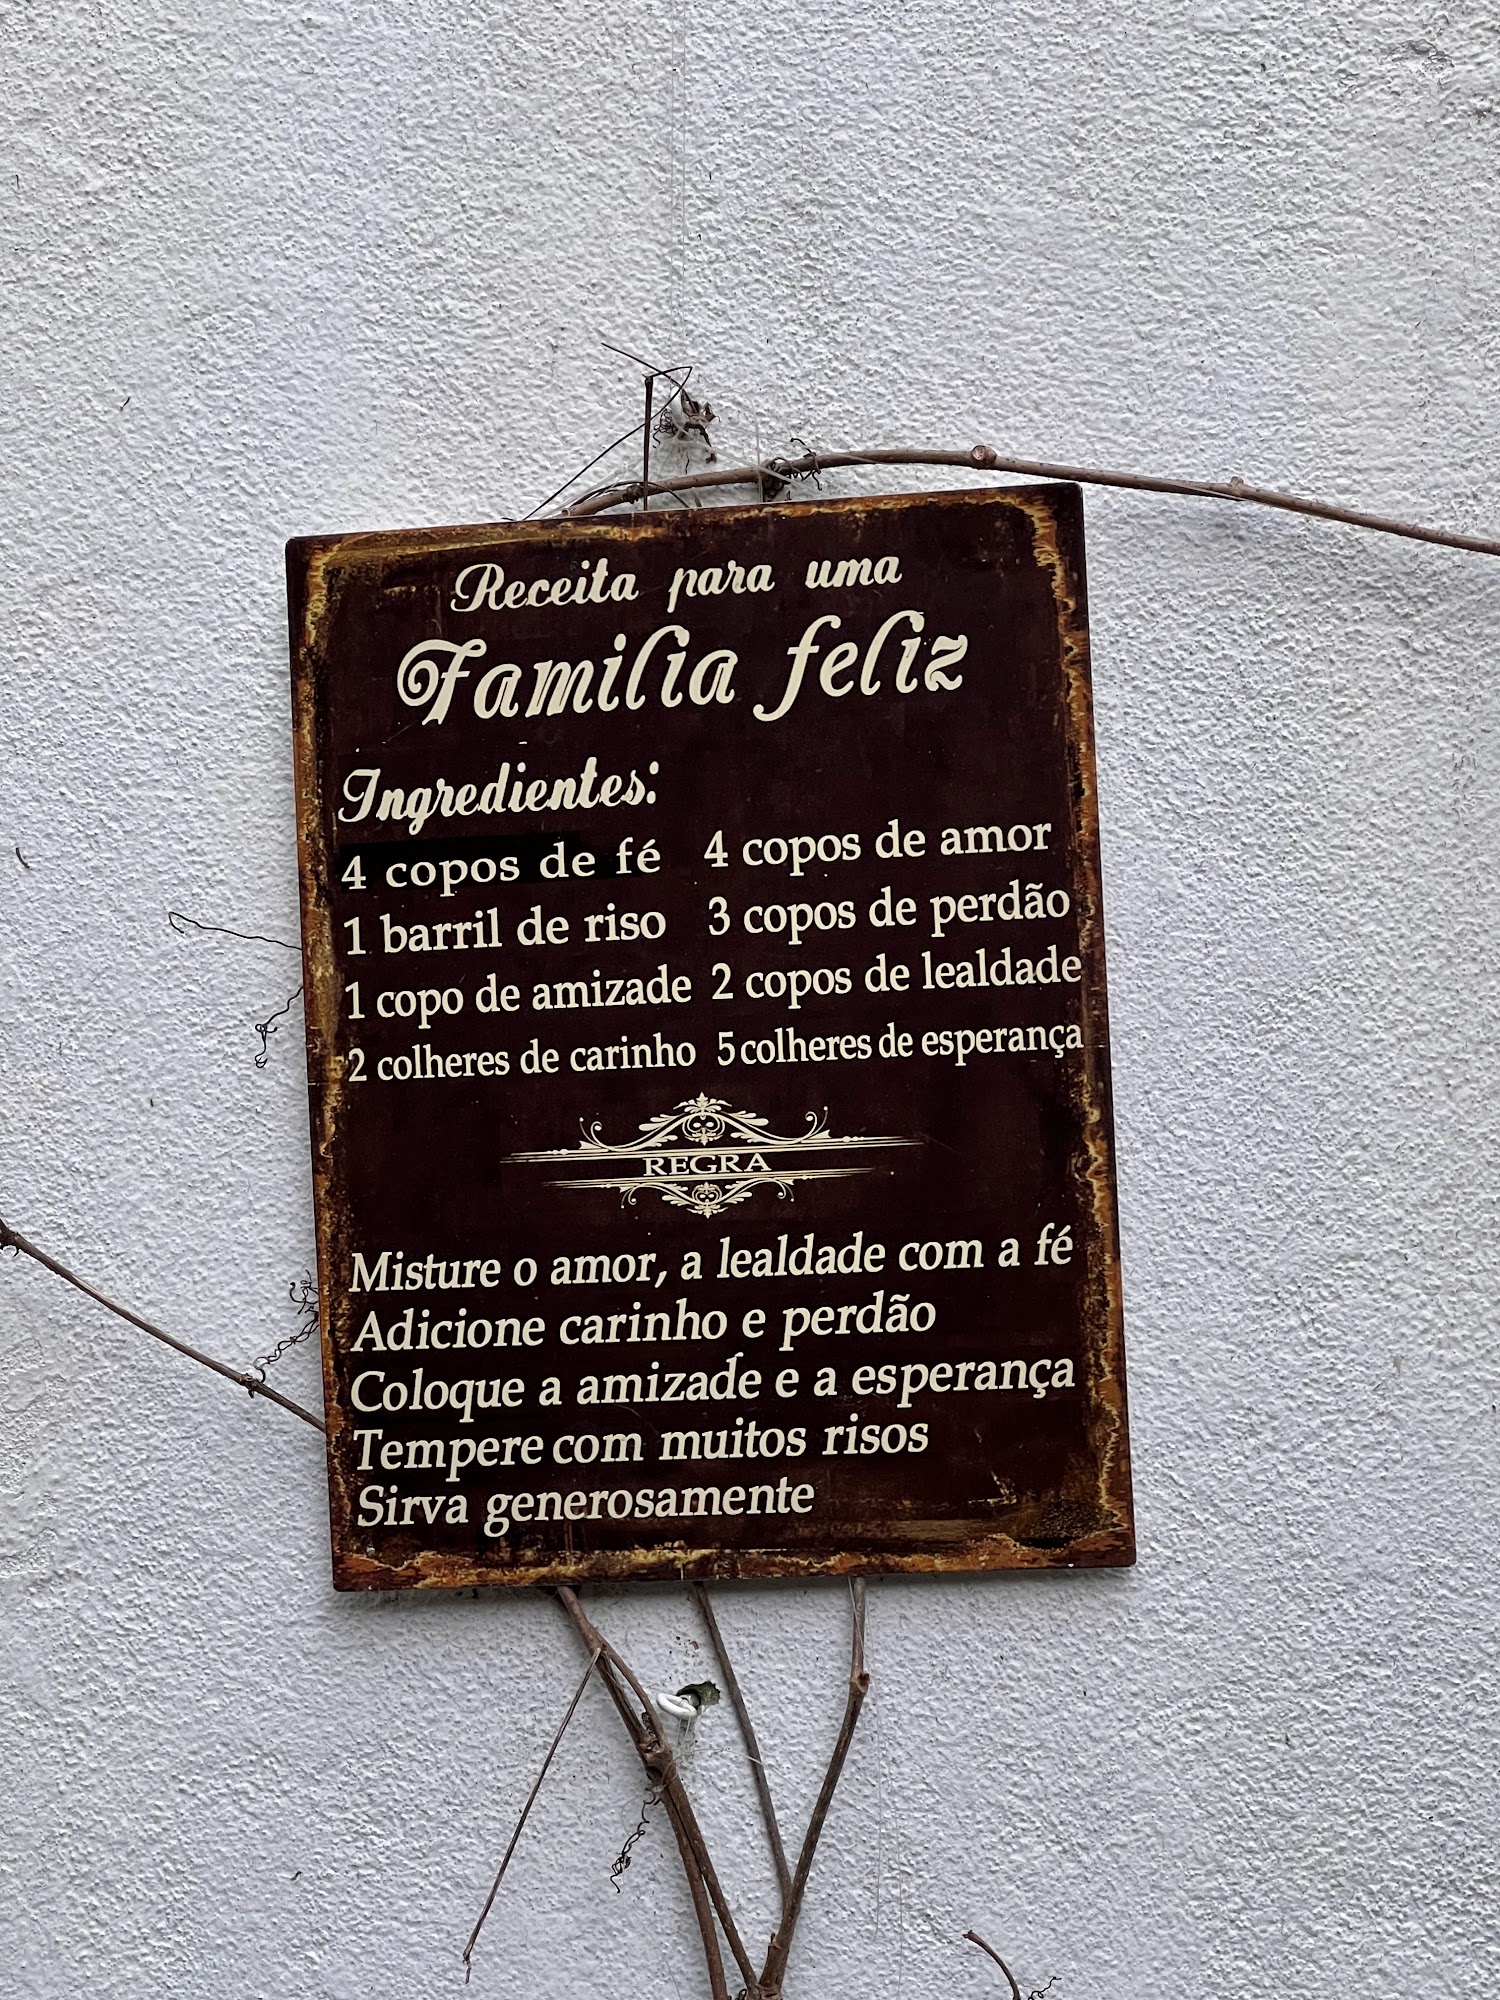 Receita para uma
Familia feliz
Ingredientes:
4 copos de fé 4 copos de amor
1 barril de riso 3 copos de perdão
1 copo de amizade 2 copos de lealdade
2 colheres de carinho 5 colheres de esperança
REGRA
Misture o amor, a lealdade com a fé
Adicione carinho e perdão
Coloque a amizade e a esperança
Tempere com muitos risos
Sirva generosamente